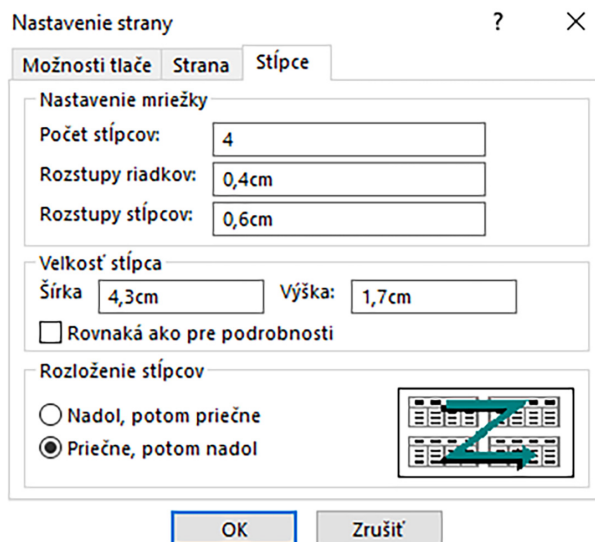 Nastavenie strany ? ×
Možnosti tlače Strana Stĺpce
Nastavenie mriežky
Počet stĺpcov: 4
Rozstupy riadkov: 0,4cm
Rozstupy stĺpcov: 0,6cm
Veľkosť stĺpca
Šírka 4,3cm Výška: 1,7cm
Rovnaká ako pre podrobnosti
Rozloženie stĺpcov
Nadol, potom priečne
Priečne, potom nadol
OK Zrušiť